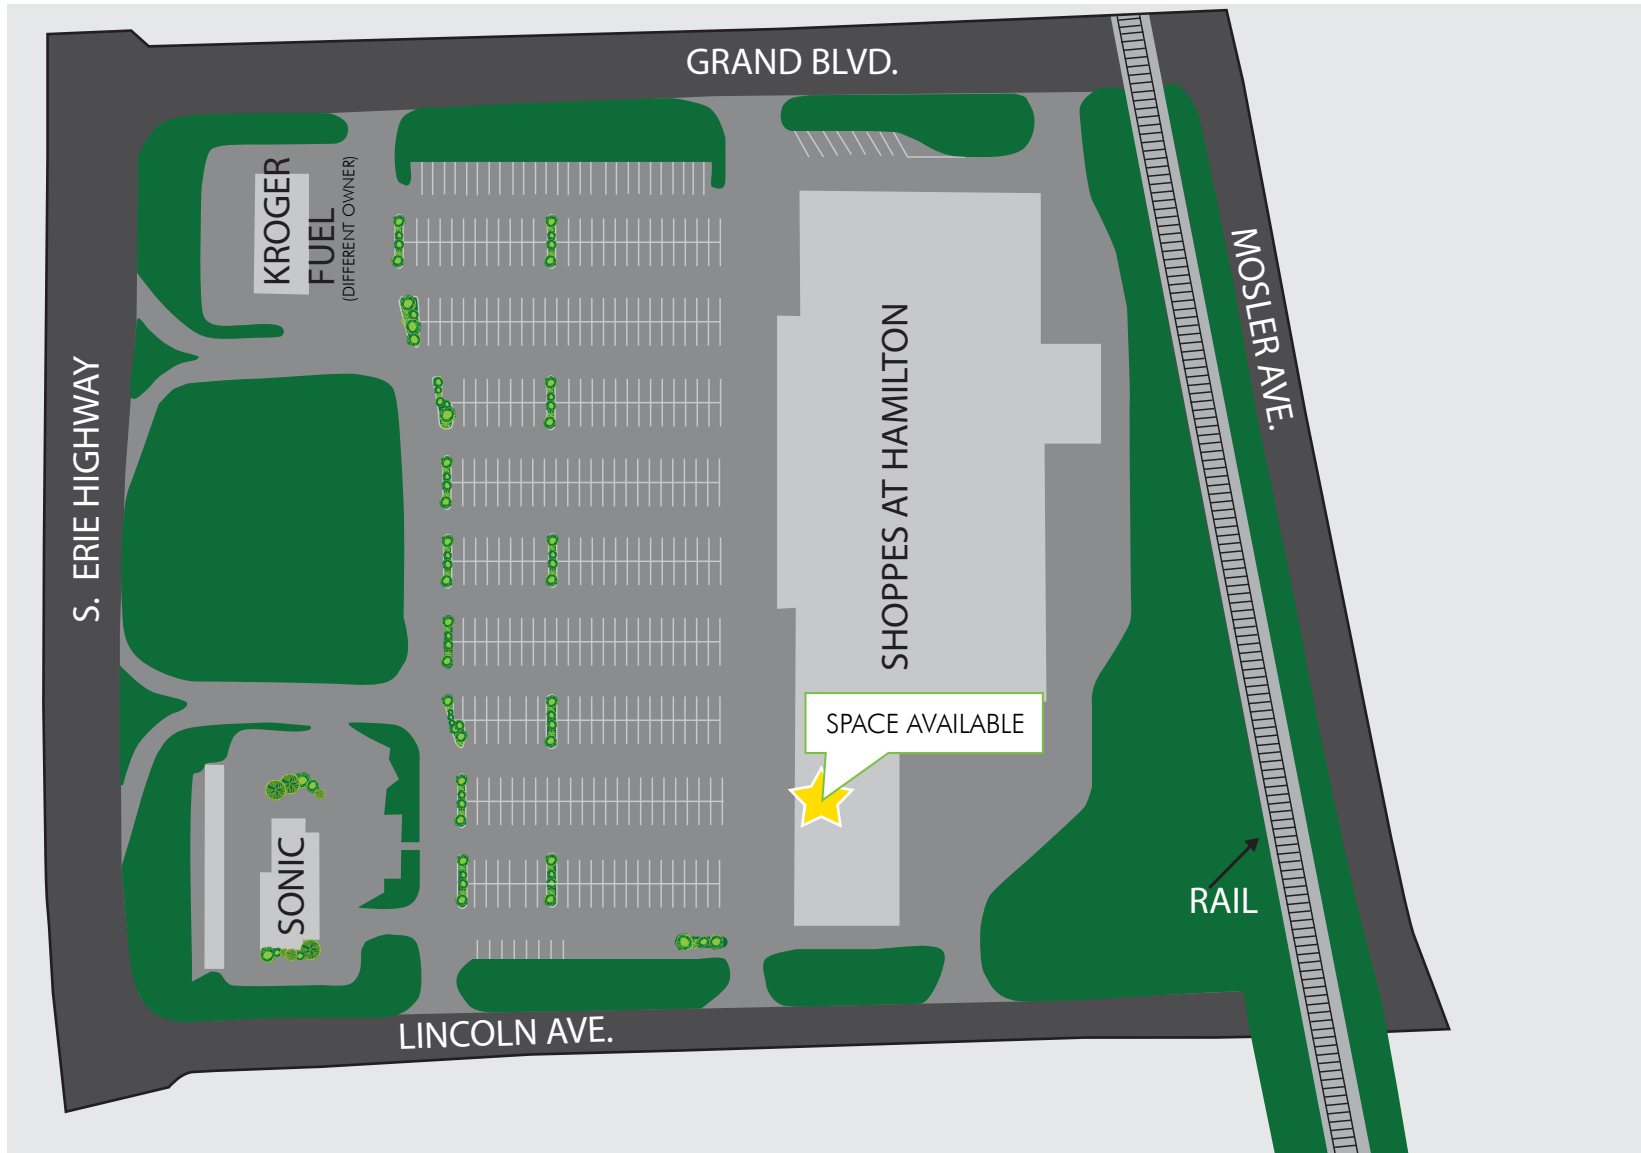 GRAND BLVD.
KROGER
FUEL
(DIFFERENT OWNER)
MOSLER AVE.
S. ERIE HIGHWAY
SHOPPES AT HAMILTON
SPACE AVAILABLE
SONIC
RAIL
LINCOLN AVE.